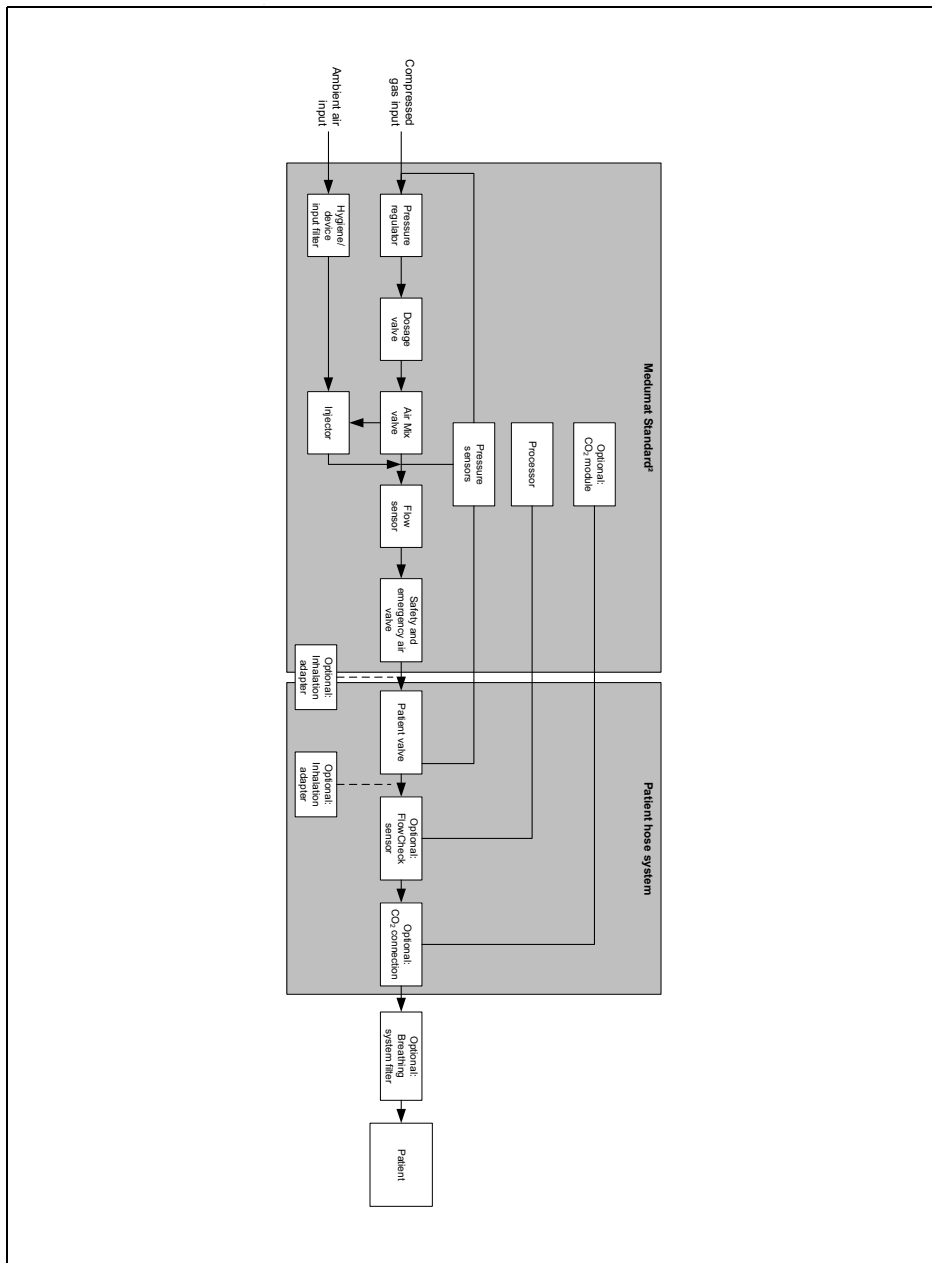 Medumat Standard²
Patient hose system
Optional:
CO₂ module
Processor
Pressure
sensors
Compressed
gas input
Pressure
regulator
Dosage
valve
Air Mix
valve
Flow
sensor
Safety and
emergency air
valve
Patient valve
Optional:
FlowCheck
sensor
Optional:
CO₂ connection
Optional:
Breathing
system filter
Patient
Ambient air
input
Hygiene/
device
input filter
Injector
Optional:
Inhalation
adapter
Optional:
Inhalation
adapter